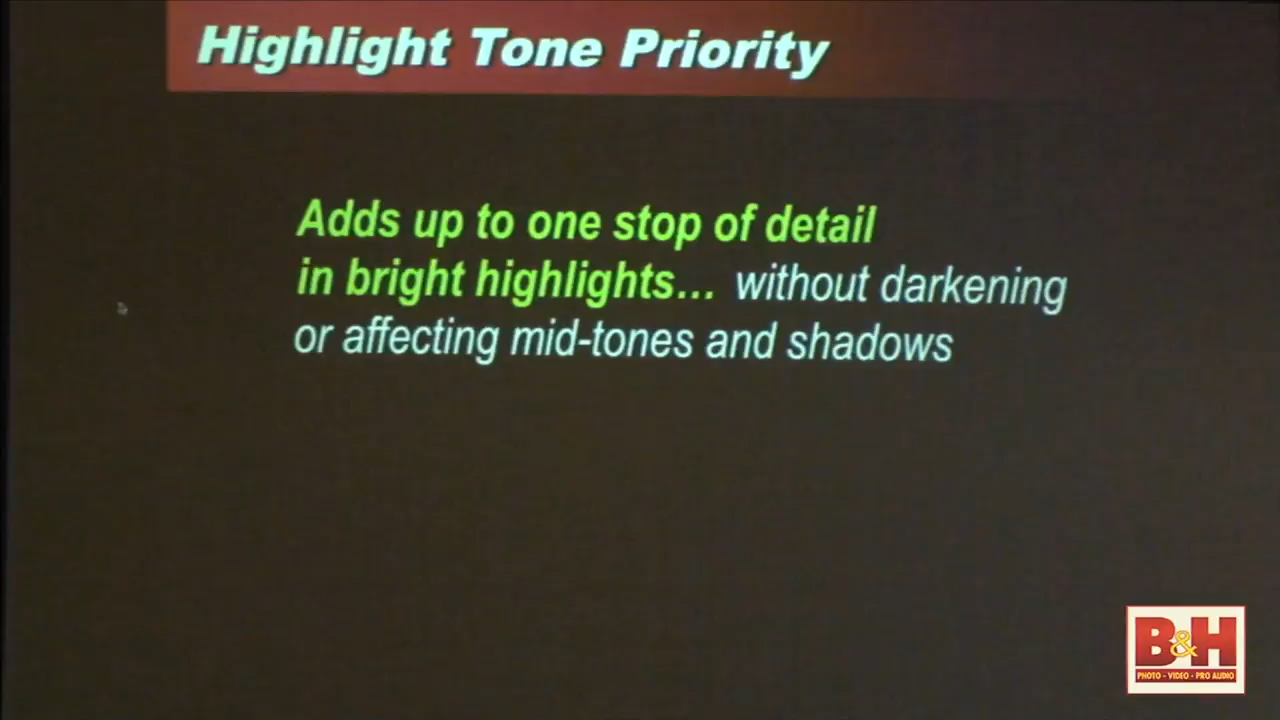 Highlight Tone Priority
Adds up to one stop of detail
in bright highlights... without darkening
or affecting mid-tones and shadows
B&H
PHOTO - VIDEO - PRO AUDIO